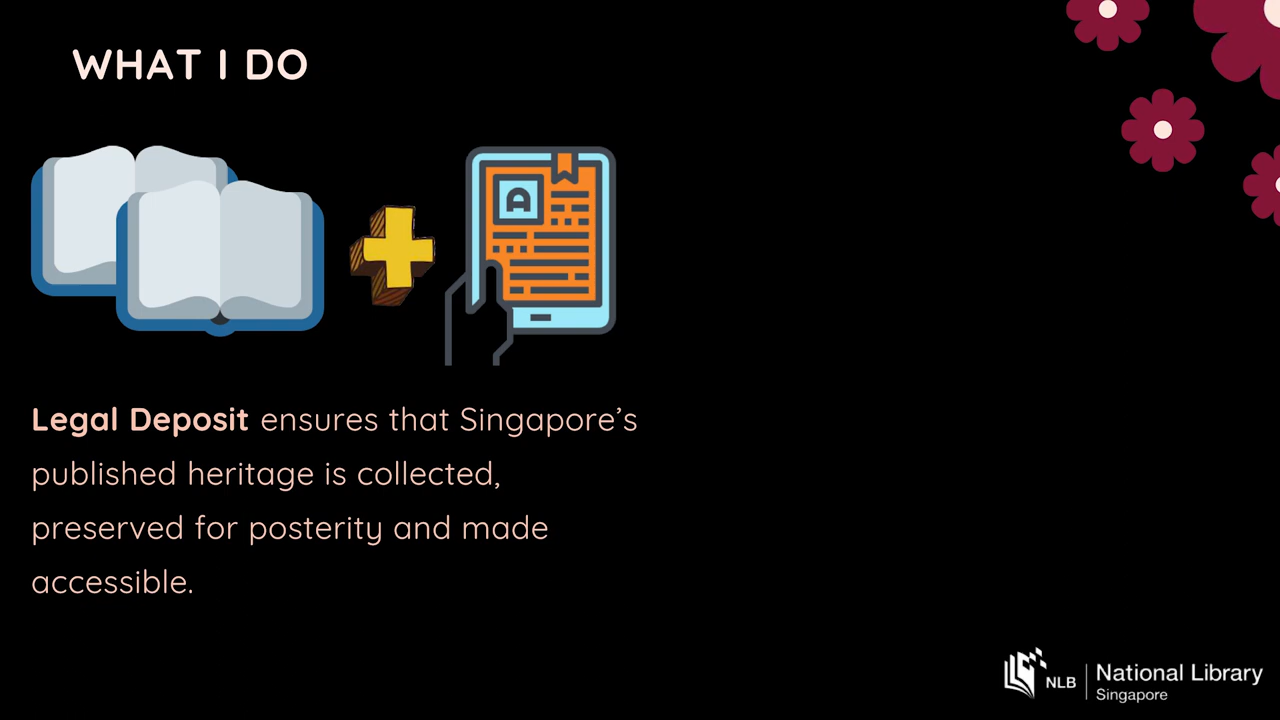 WHAT I DO
A
Legal Deposit ensures that Singapore’s
published heritage is collected,
preserved for posterity and made
accessible.
NLB
National Library
Singapore